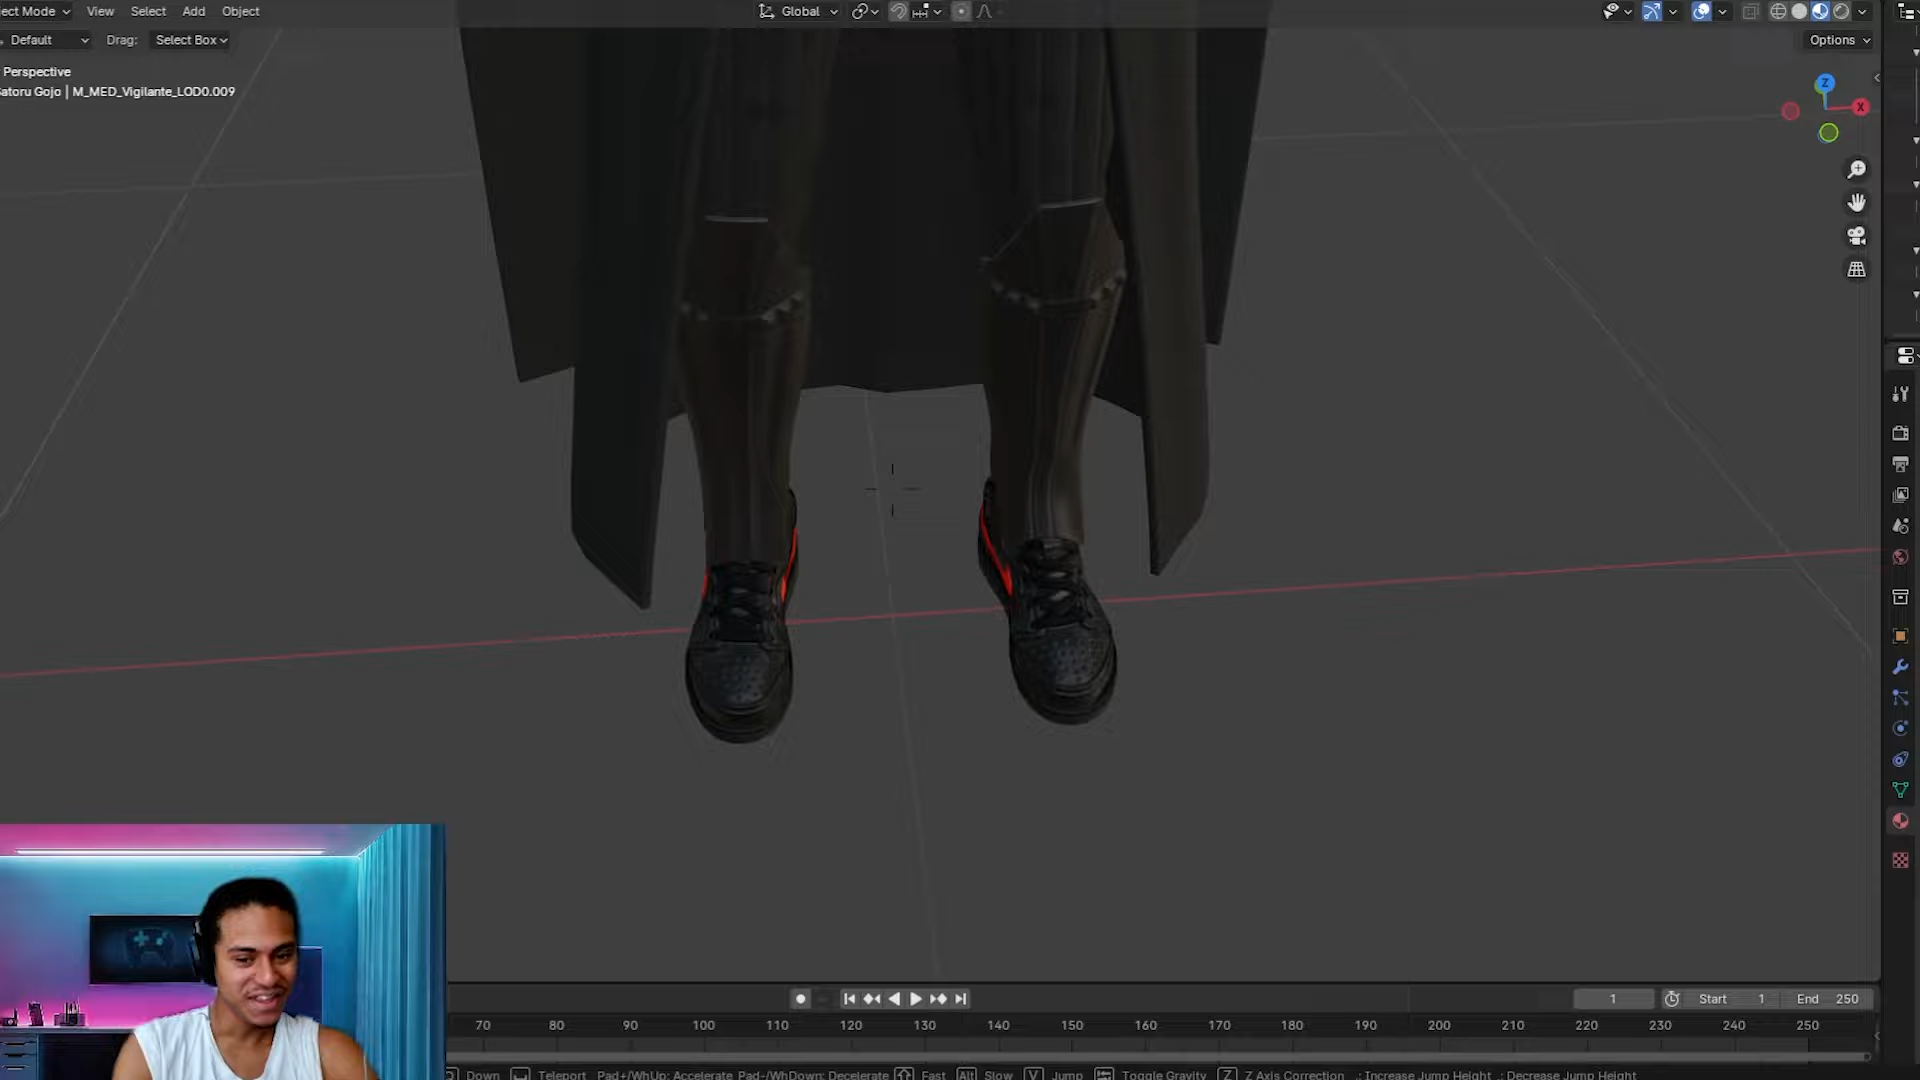 ect Mode View Select Add Object Global
Default Drag: Select Box Options
Perspective
atoru Gojo | M_MED_Vigilante_LOD0.009
Z
X
1 Start 1 End 250
70 80 90 100 110 120 130 140 150 160 170 180 190 200 210 220 230 240 250
Down Teleport Pad+/WhUp: Accelerate Pad-/WhDown: Decelerate Fast Alt Slow V Jump Toggle Gravity Z Z Axis Correction .: Increase Jump Height ,: Decrease Jump Height